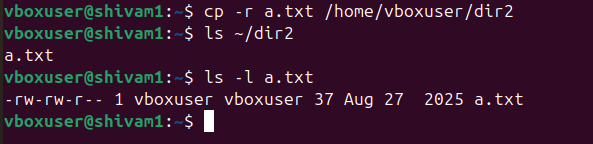 vboxuser@shivam1:~$ cp -r a.txt /home/vboxuser/dir2
vboxuser@shivam1:~$ ls ~/dir2
a.txt
vboxuser@shivam1:~$ ls -l a.txt
-rw-rw-r-- 1 vboxuser vboxuser 37 Aug 27  2025 a.txt
vboxuser@shivam1:~$